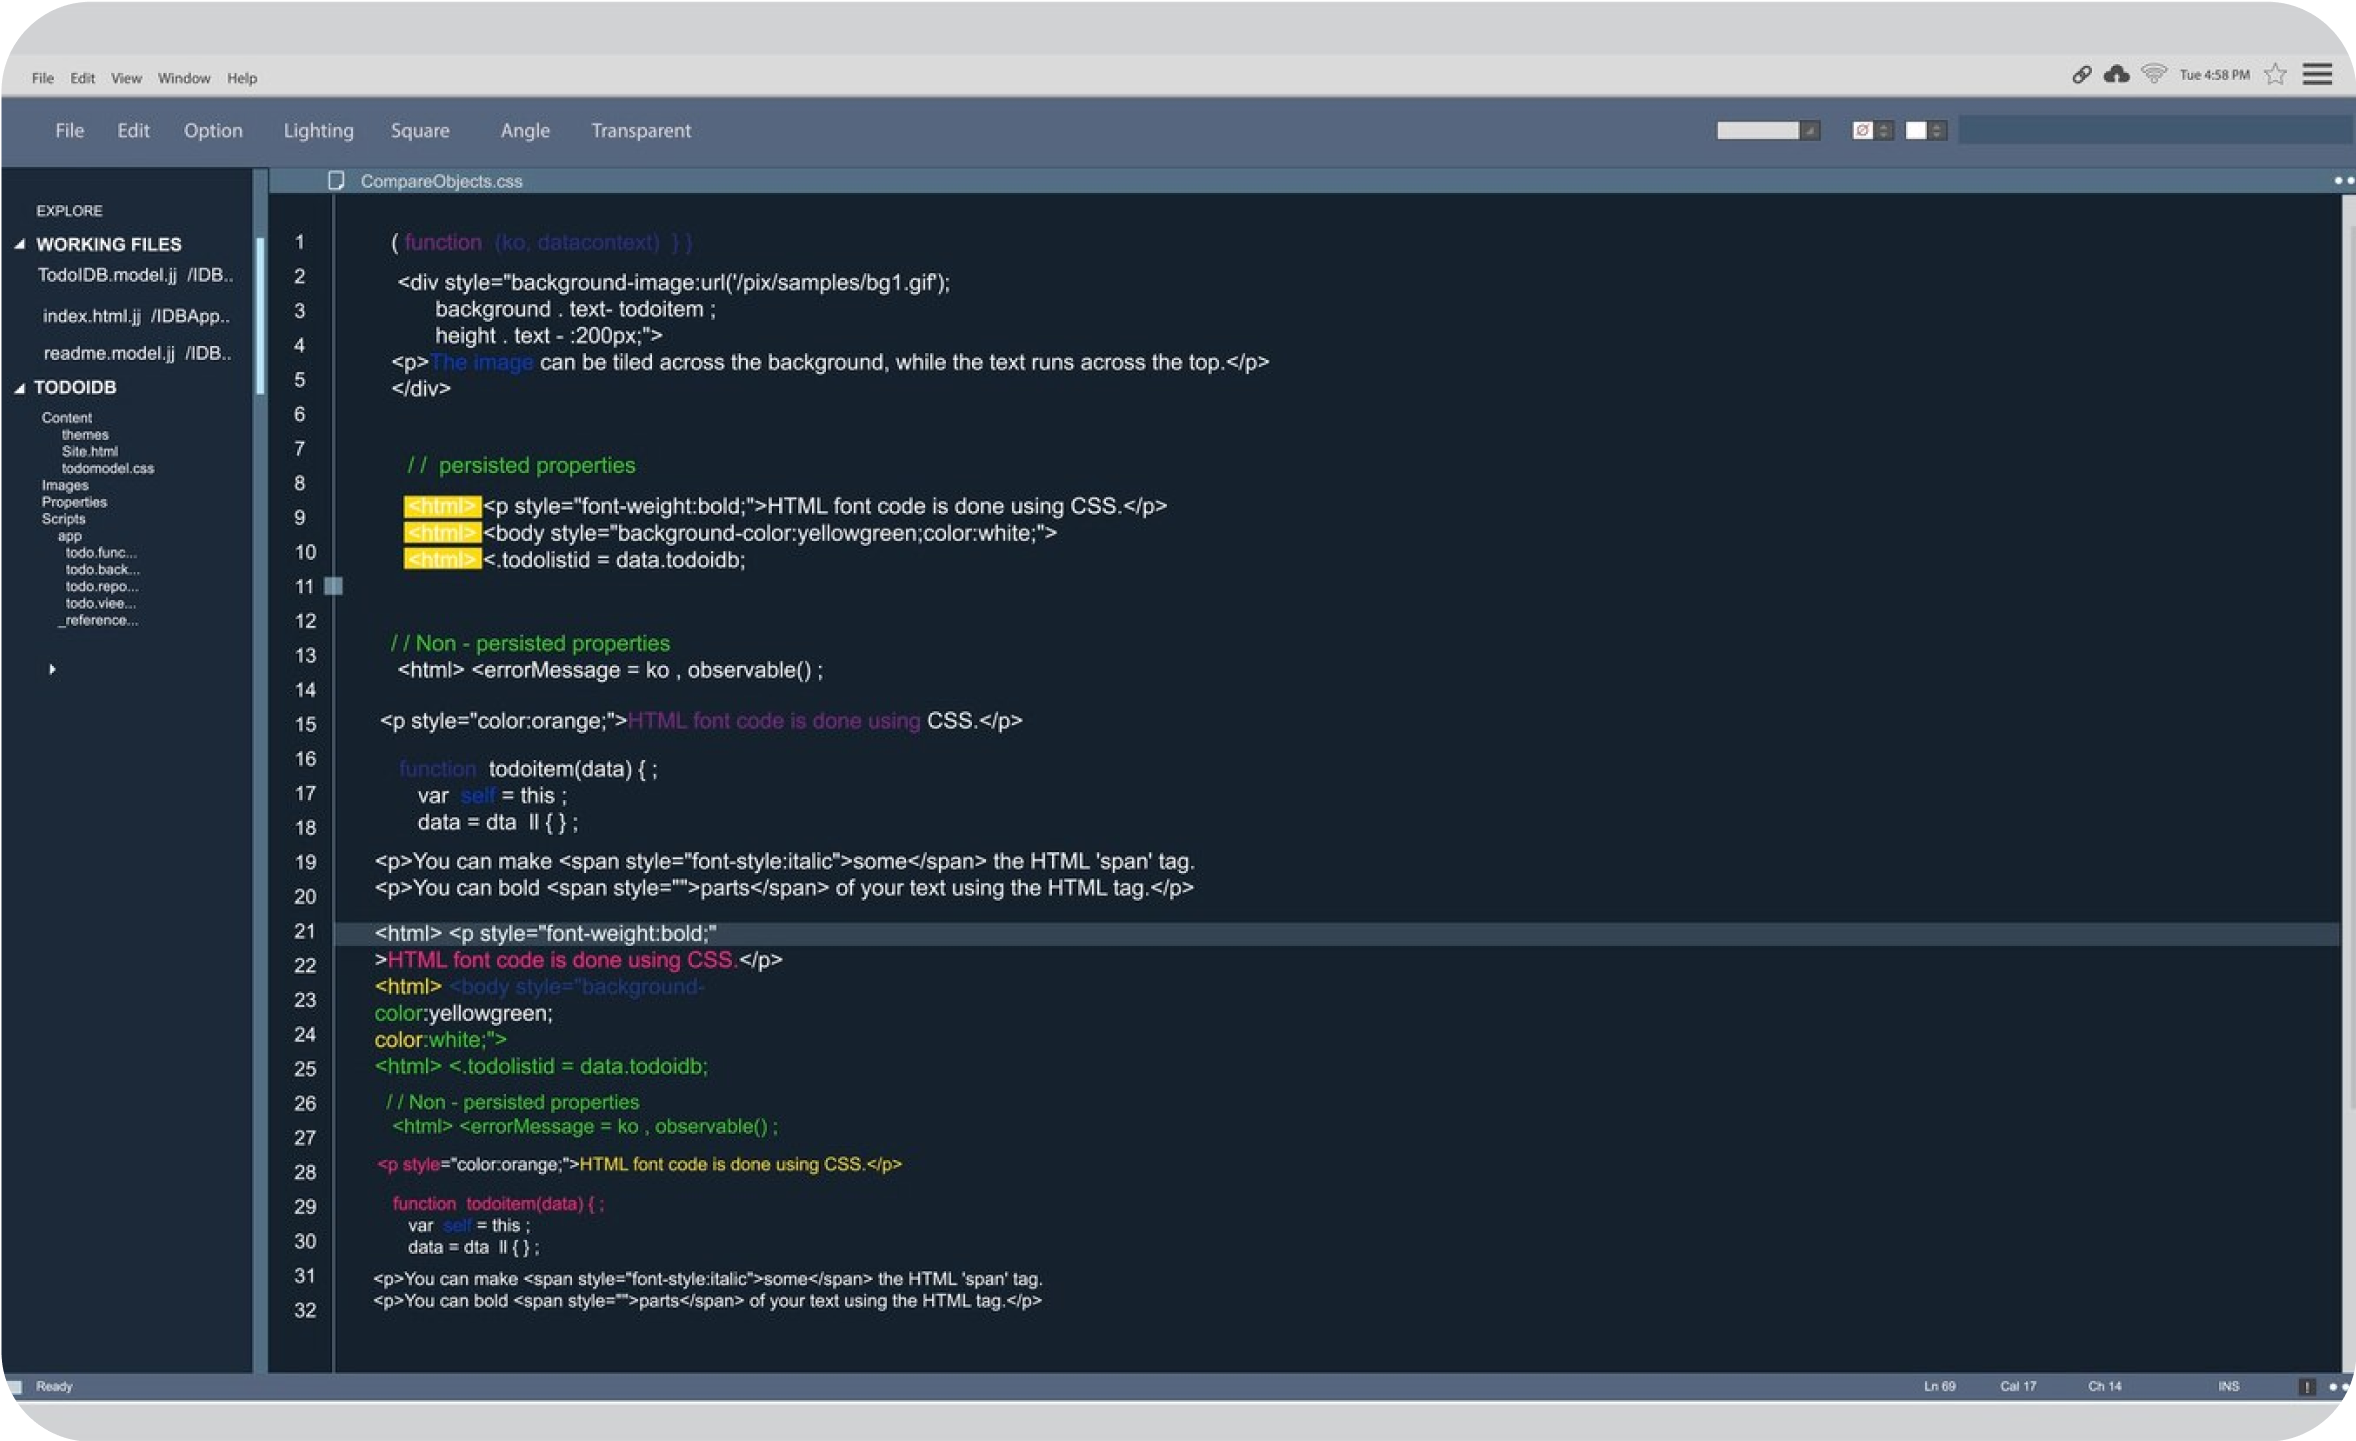 File Edit View Window Help
Tue 4:58 PM
File Edit Option Lighting Square Angle Transparent
CompareObjects.css
EXPLORE
WORKING FILES
TodoIDB.model.jj /IDB..
index.html.jj /IDBApp..
readme.model.jj /IDB..
TODOIDB
Content
themes
Site.html
todomodel.css
Images
Properties
Scripts
app
todo.func...
todo.back...
todo.repo...
todo.viee...
_reference...
1
2
3
4
5
6
7
8
9
10
11
12
13
14
15
16
17
18
19
20
21
22
23
24
25
26
27
28
29
30
31
32
( function (ko, datacontext) } }
<div style="background-image:url('/pix/samples/bg1.gif');
background . text- todoitem ;
height . text - :200px;">
<p>The image can be tiled across the background, while the text runs across the top.</p>
</div>
// persisted properties
<html> <p style="font-weight:bold;">HTML font code is done using CSS.</p>
<html> <body style="background-color:yellowgreen;color:white;">
<html> <.todolistid = data.todoidb;
// Non - persisted properties
<html> <errorMessage = ko , observable() ;
<p style="color:orange;">HTML font code is done using CSS.</p>
function todoitem(data) { ;
var self = this ;
data = dta || { } ;
<p>You can make <span style="font-style:italic">some</span> the HTML 'span' tag.
<p>You can bold <span style="">parts</span> of your text using the HTML tag.</p>
<html> <p style="font-weight:bold;"
>HTML font code is done using CSS.</p>
<html> <body style="background-
color:yellowgreen;
color:white;">
<html> <.todolistid = data.todoidb;
// Non - persisted properties
<html> <errorMessage = ko , observable() ;
<p style="color:orange;">HTML font code is done using CSS.</p>
function todoitem(data) { ;
var self = this ;
data = dta || { } ;
<p>You can make <span style="font-style:italic">some</span> the HTML 'span' tag.
<p>You can bold <span style="">parts</span> of your text using the HTML tag.</p>
Ready
Ln 69 Cal 17 Ch 14 INS !